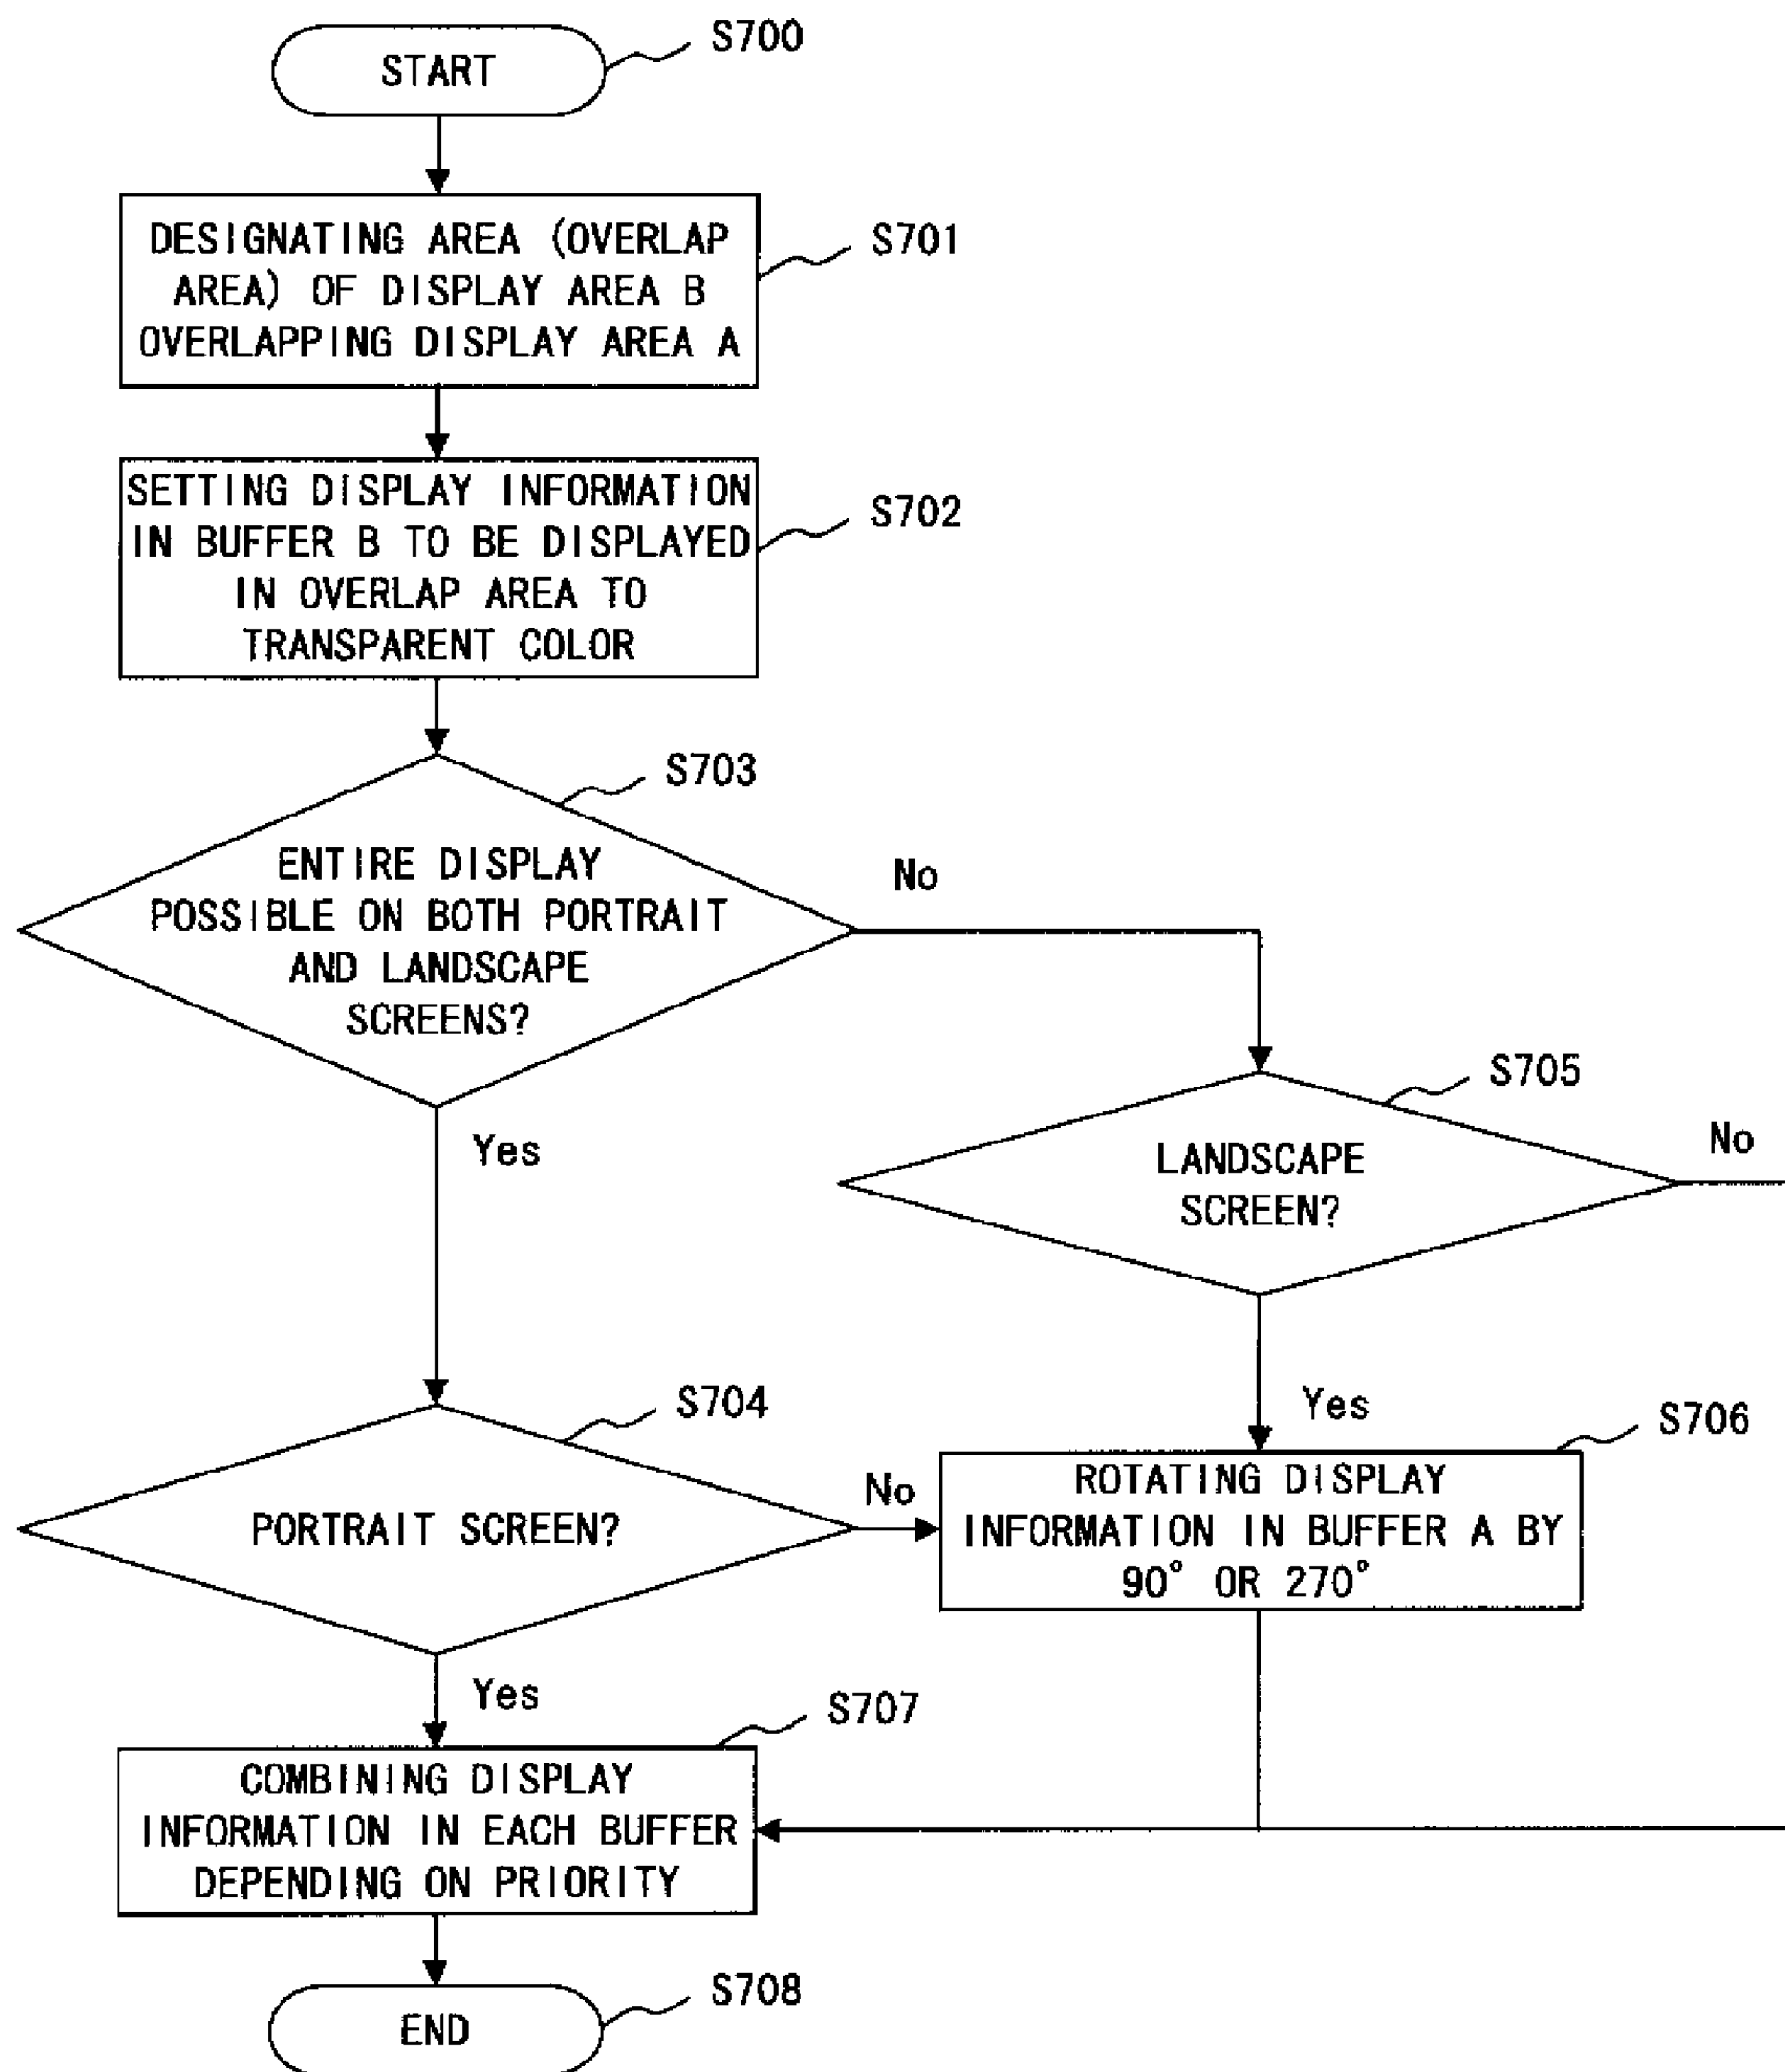 START
S700
DESIGNATING AREA (OVERLAP
AREA) OF DISPLAY AREA B
OVERLAPPING DISPLAY AREA A
S701
SETTING DISPLAY INFORMATION
IN BUFFER B TO BE DISPLAYED
IN OVERLAP AREA TO
TRANSPARENT COLOR
S702
S703
ENTIRE DISPLAY
POSSIBLE ON BOTH PORTRAIT
AND LANDSCAPE
SCREENS?
No
Yes
S705
LANDSCAPE
SCREEN?
No
Yes
S704
PORTRAIT SCREEN?
No
Yes
S706
ROTATING DISPLAY
INFORMATION IN BUFFER A BY
90° OR 270°
S707
COMBINING DISPLAY
INFORMATION IN EACH BUFFER
DEPENDING ON PRIORITY
END
S708